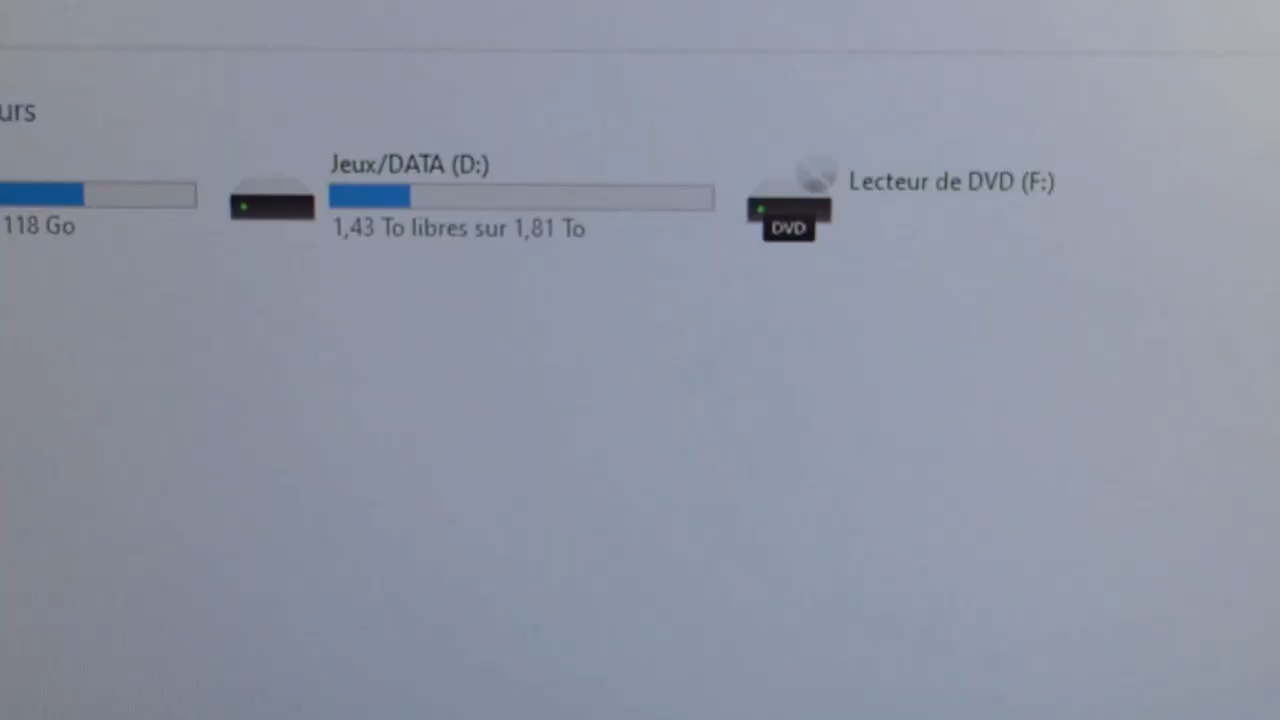 urs
Jeux/DATA (D:)
118 Go
1,43 To libres sur 1,81 To
Lecteur de DVD (F:)
DVD